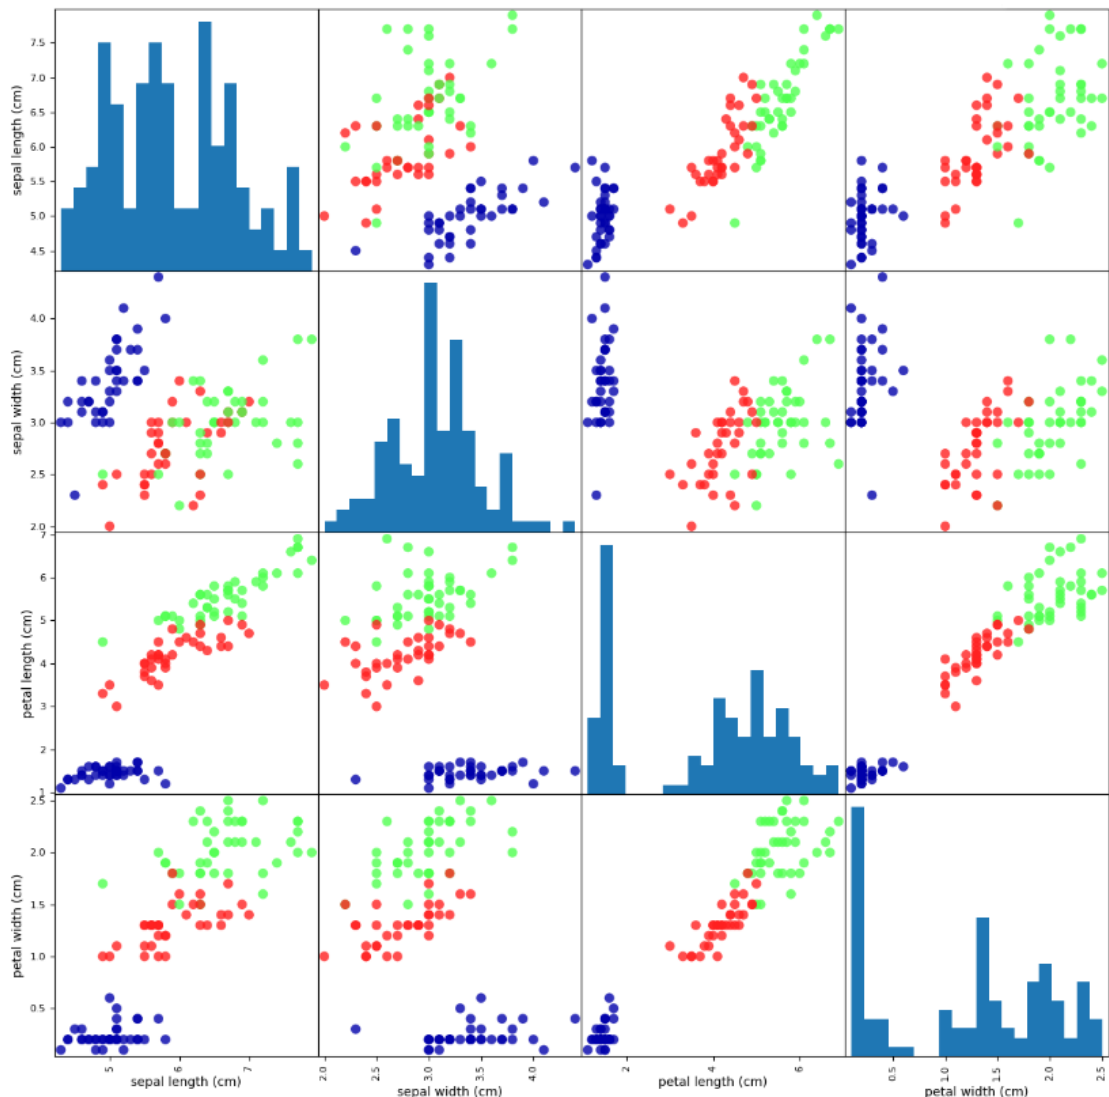 sepal length (cm)
7.5
7.0
6.5
6.0
5.5
5.0
4.5
sepal width (cm)
4.0
3.5
3.0
2.5
2.0
petal length (cm)
7
6
5
4
3
2
1
petal width (cm)
2.5
2.0
1.5
1.0
0.5
5 6 7
sepal length (cm)
2.0 2.5 3.0 3.5 4.0
sepal width (cm)
2 4 6
petal length (cm)
0.5 1.0 1.5 2.0 2.5
petal width (cm)